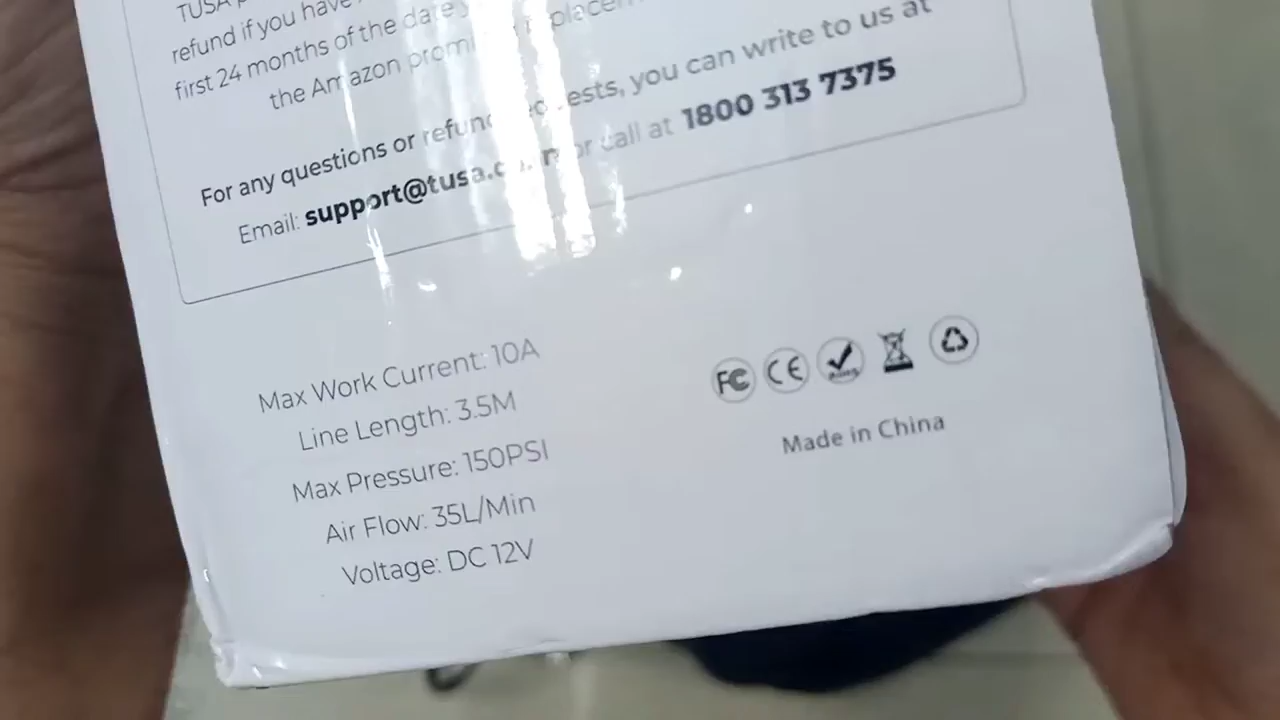 TUSA
refund if you have
first 24 months of the date
the Amazon
For any questions or refund requests, you can write to us at
Email: support@tusa. or call at 1800 313 7375
Max Work Current: 10A
Line Length: 3.5M
Max Pressure: 150PSI
Air Flow: 35L/Min
Voltage: DC 12V
FC CE RoHS
Made in China